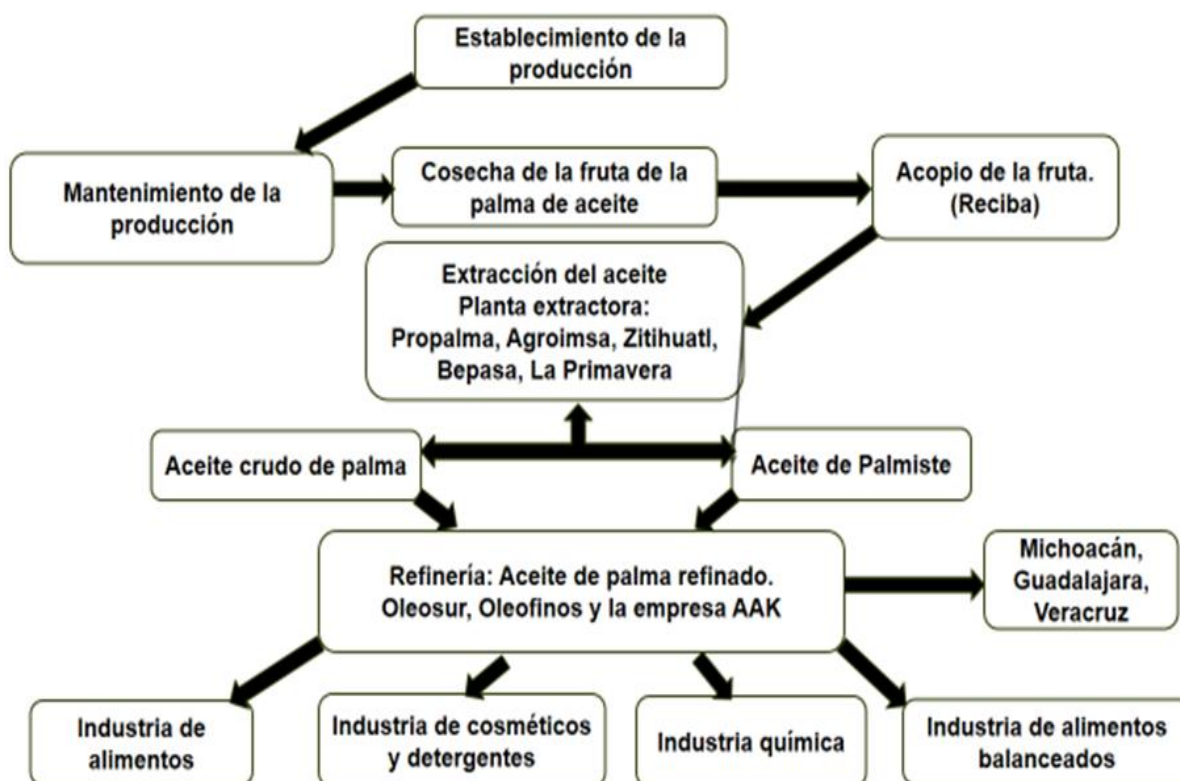 Establecimiento de la
producción
Mantenimiento de la
producción
Cosecha de la fruta de la
palma de aceite
Acopio de la fruta.
(Reciba)
Extracción del aceite
Planta extractora:
Propalma, Agroimsa, Zitihuatl,
Bepasa, La Primavera
Aceite crudo de palma
Aceite de Palmiste
Refinería: Aceite de palma refinado.
Oleosur, Oleofinos y la empresa AAK
Michoacán,
Guadalajara,
Veracruz
Industria de
alimentos
Industria de cosméticos
y detergentes
Industria química
Industria de alimentos
balanceados